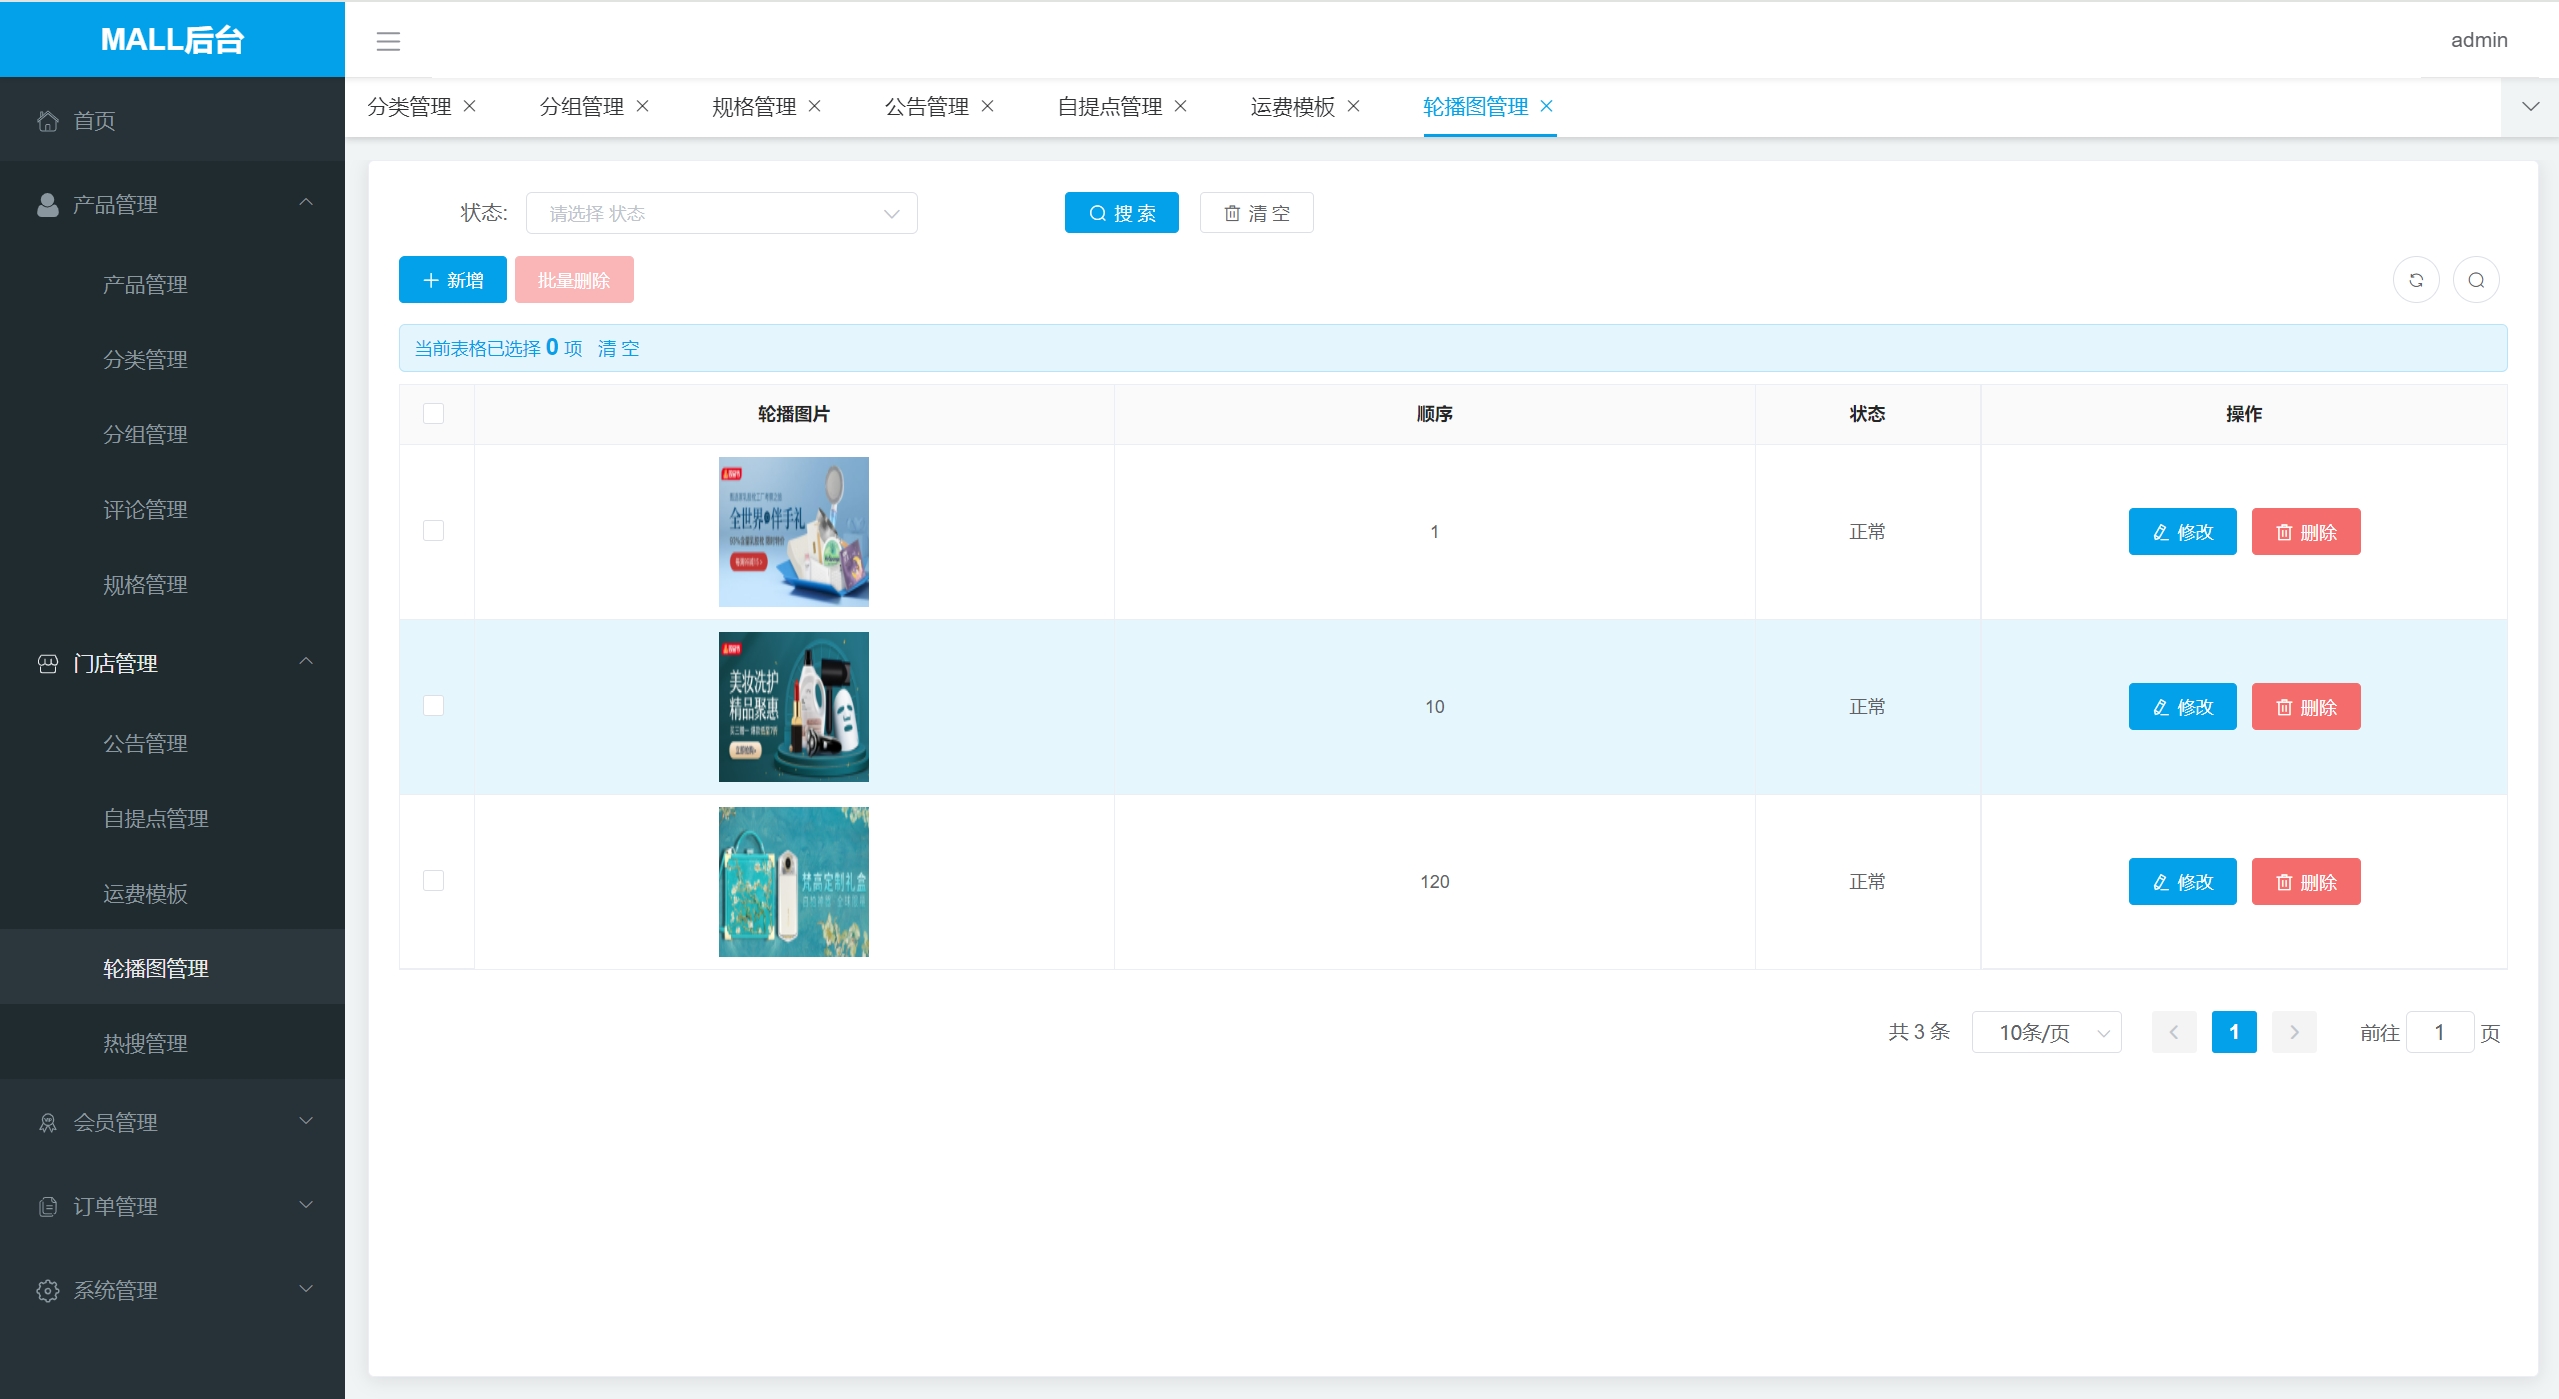 MALL后台
admin
首页
产品管理
产品管理
分类管理
分组管理
评论管理
规格管理
门店管理
公告管理
自提点管理
运费模板
轮播图管理
热搜管理
会员管理
订单管理
系统管理
分类管理 分组管理 规格管理 公告管理 自提点管理 运费模板 轮播图管理
状态: 请选择 状态 搜 索 清 空
新增 批量删除
当前表格已选择 0 项 清 空
轮播图片 顺序 状态 操作
全世界 伴手礼
1 正常 修改 删除
美妆洗护
精品聚惠
10 正常 修改 删除
梵高定制礼盒
120 正常 修改 删除
共 3 条 10条/页 1 前往 1 页